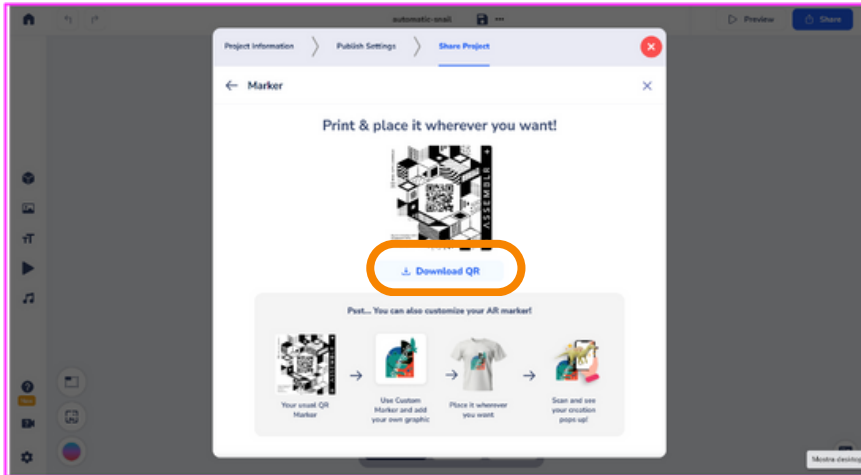 automatic-snail
Preview
Share
Project Information
Publish Settings
Share Project
Marker
Print & place it wherever you want!
ASSEMBLR
Download QR
Psst... You can also customize your AR marker!
Your usual QR
Marker
Use Custom
Marker and add
your own graphic
Place it wherever
you want
Scan and see
your creation
pops up!
Mostra desktop